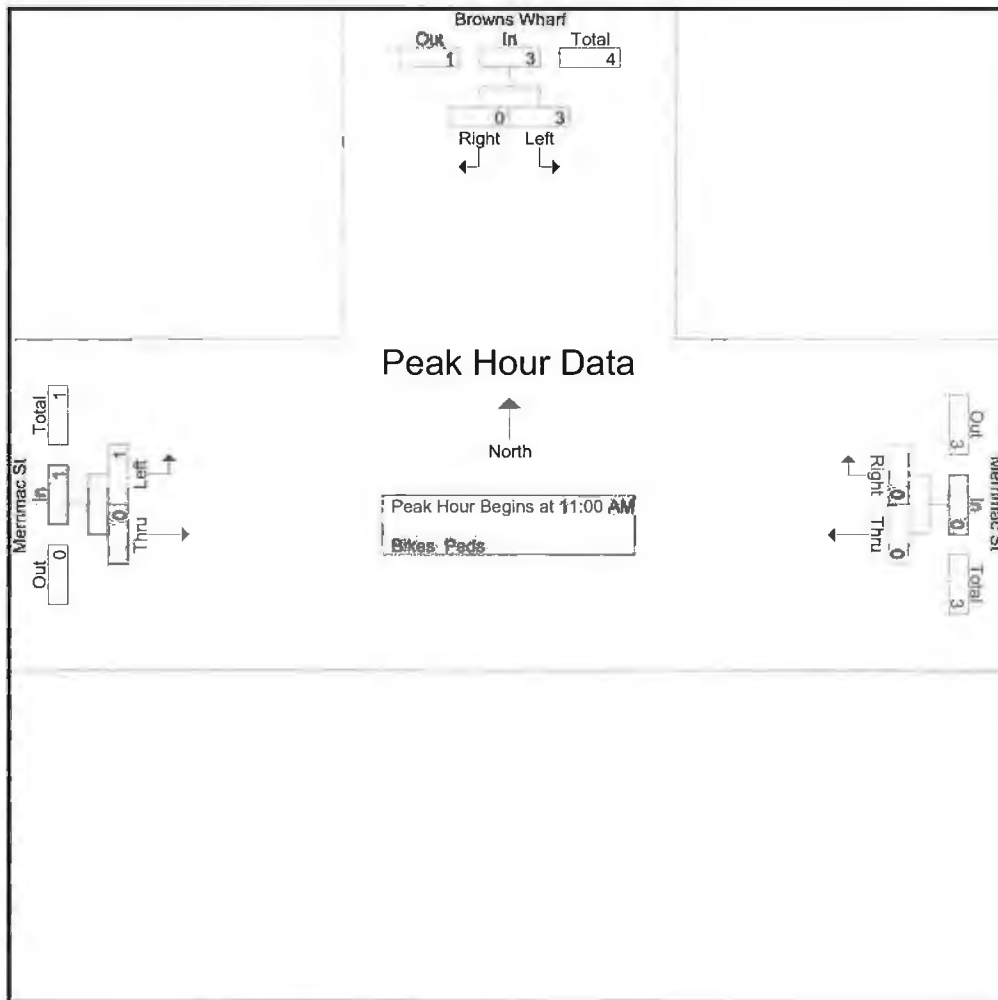 Browns Wharf
Out In Total
1 3 4
0 3
Right Left
Peak Hour Data
North
Peak Hour Begins at 11:00 AM
Bikes Peds
Merrimac St
Total In Out
1 1 0
1 0
Left Thru
Merrimac St
Out In Total
3 0 3
0 0
Right Thru